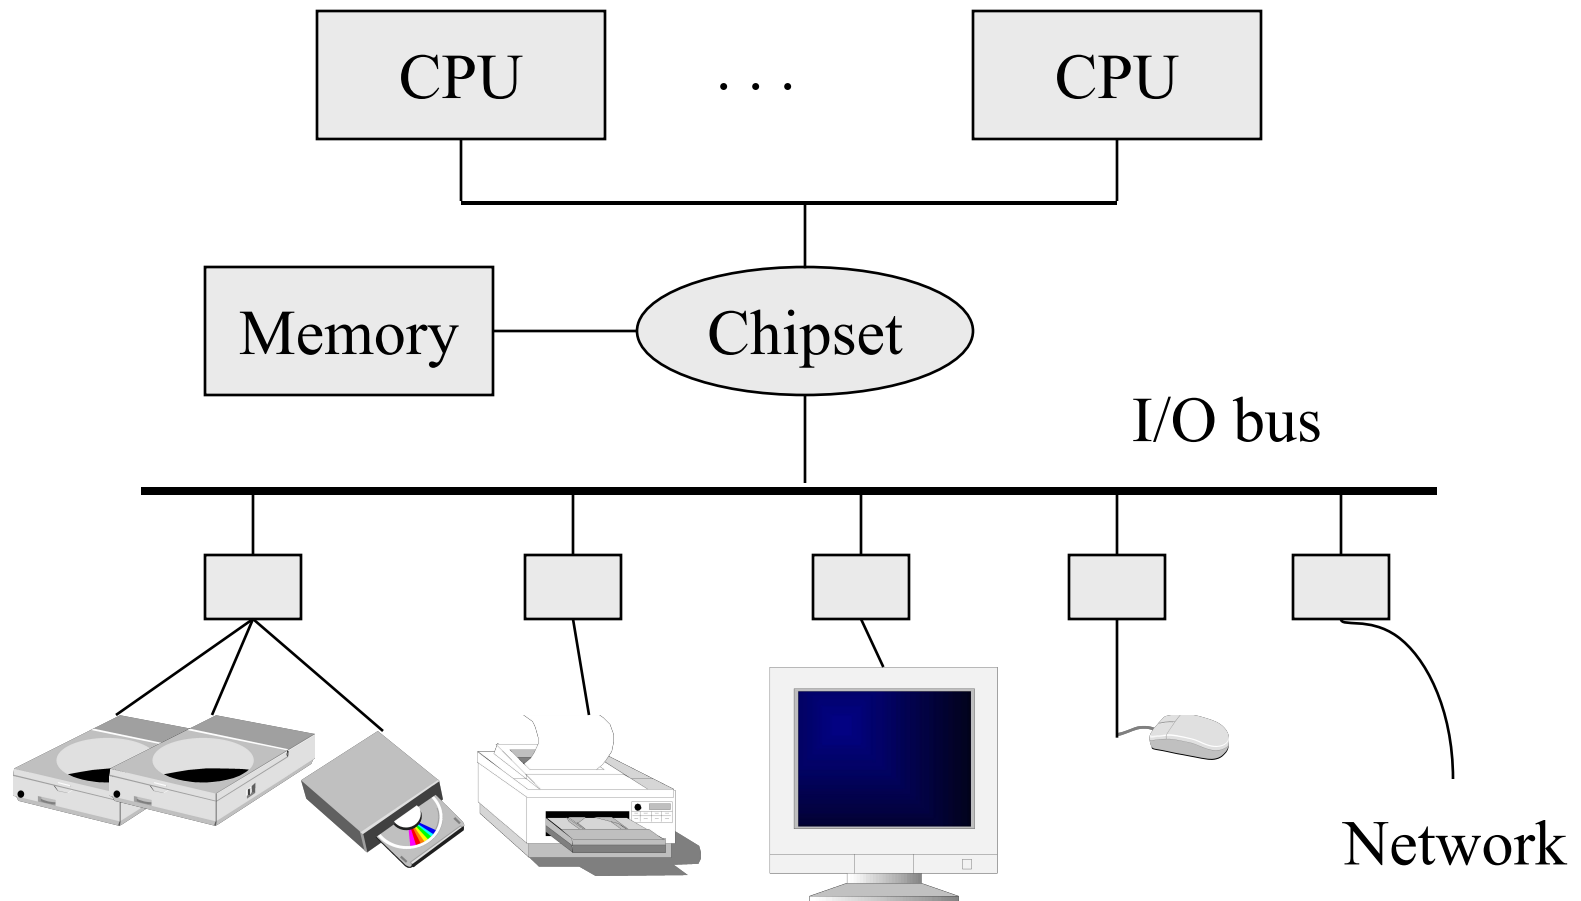 CPU . . . CPU
Memory Chipset
I/O bus
Network